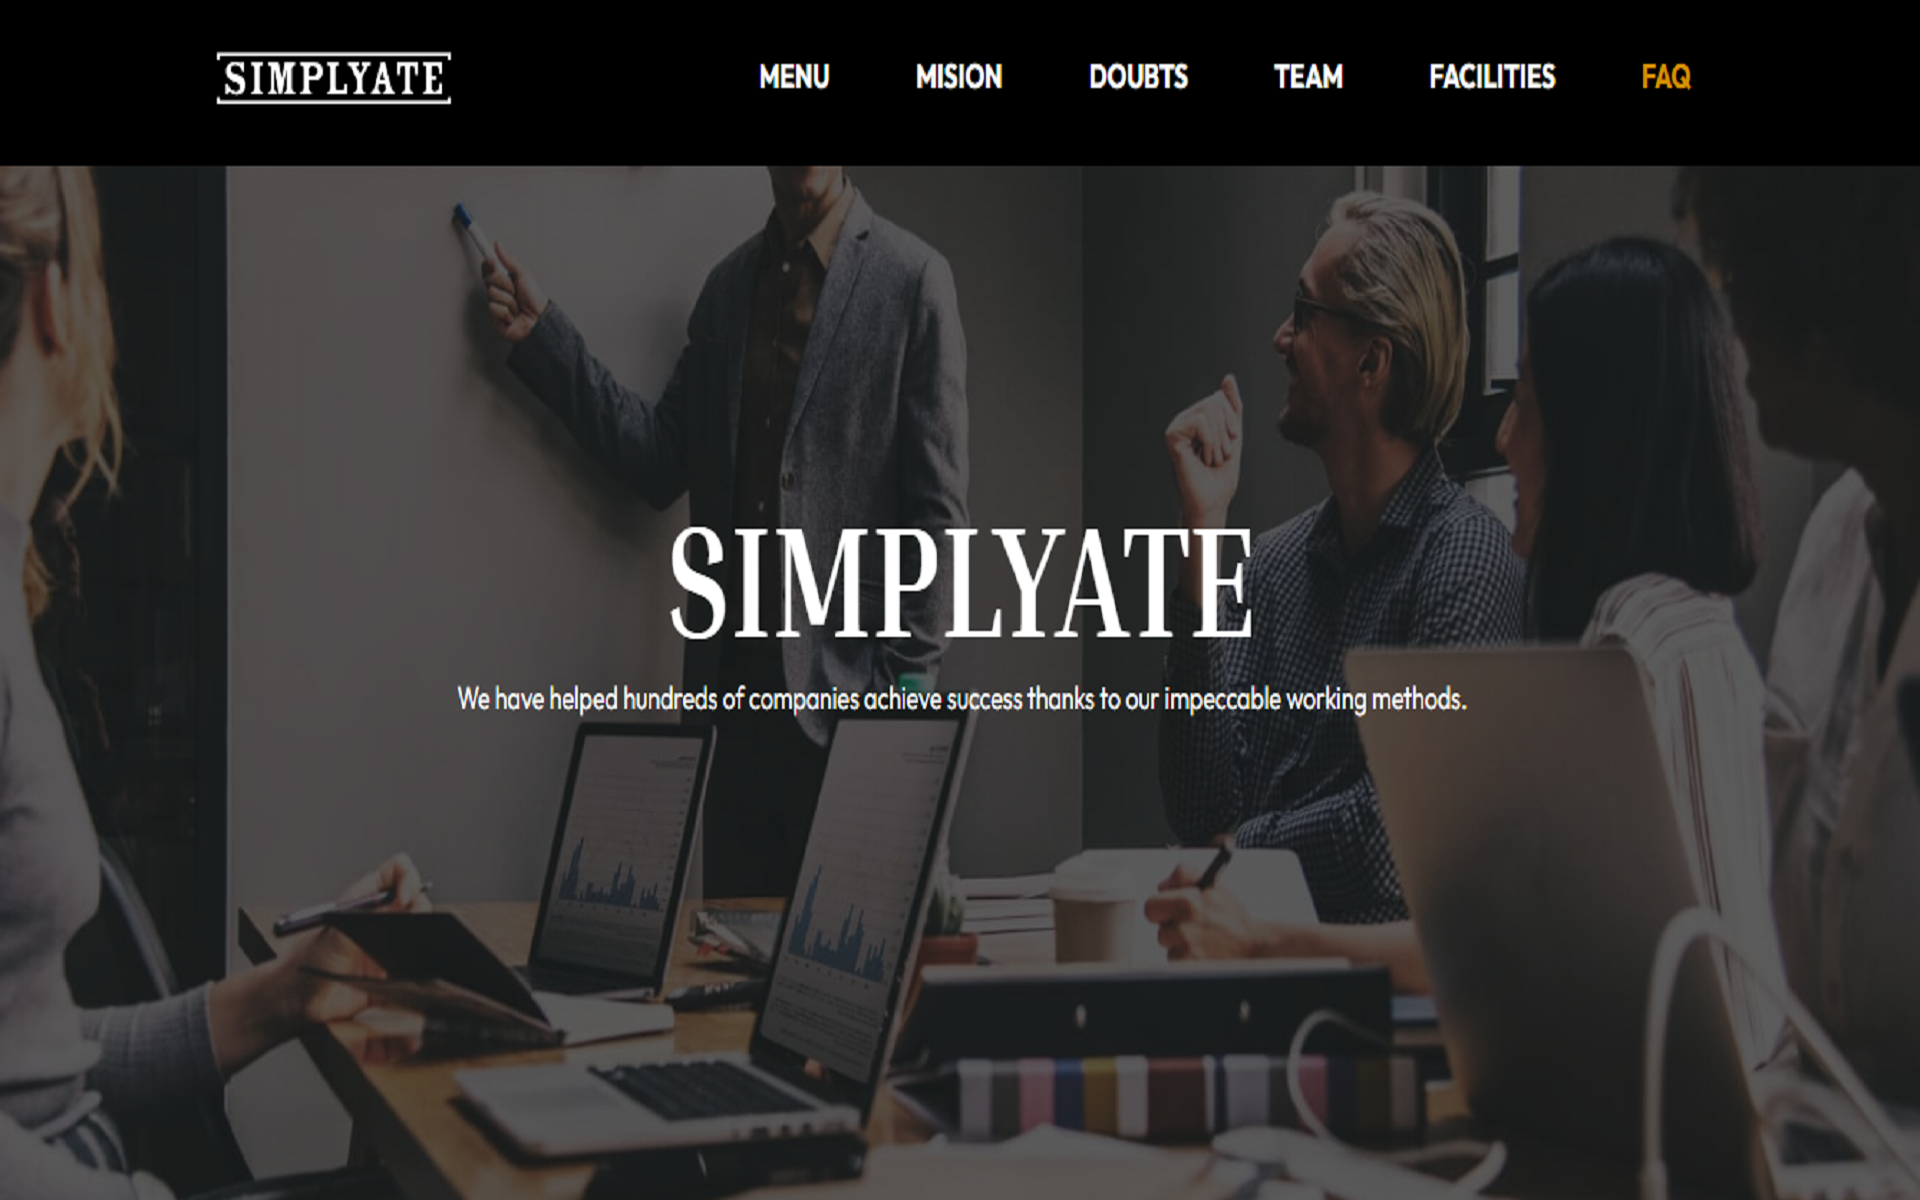 SIMPLYATE
MENU MISION DOUBTS TEAM FACILITIES FAQ
SIMPLYATE
We have helped hundreds of companies achieve success thanks to our impeccable working methods.